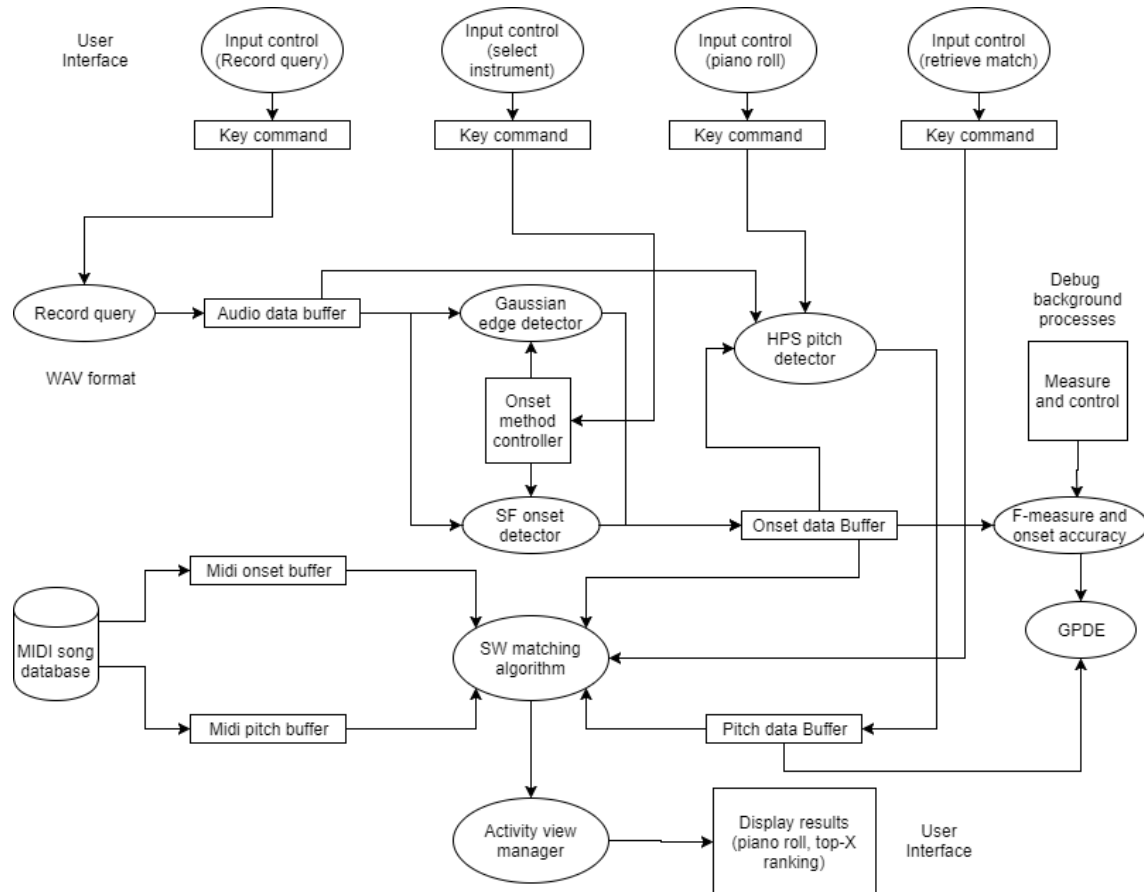 User
Interface
Input control
(Record query)
Input control
(select
instrument)
Input control
(piano roll)
Input control
(retrieve match)
Key command
Key command
Key command
Key command
Record query
Audio data buffer
Gaussian
edge detector
HPS pitch
detector
Debug
background
processes
WAV format
Onset
method
controller
Measure
and control
SF onset
detector
Onset data Buffer
F-measure and
onset accuracy
Midi onset buffer
MIDI song
database
SW matching
algorithm
GPDE
Midi pitch buffer
Pitch data Buffer
Activity view
manager
Display results
(piano roll, top-X
ranking)
User
Interface